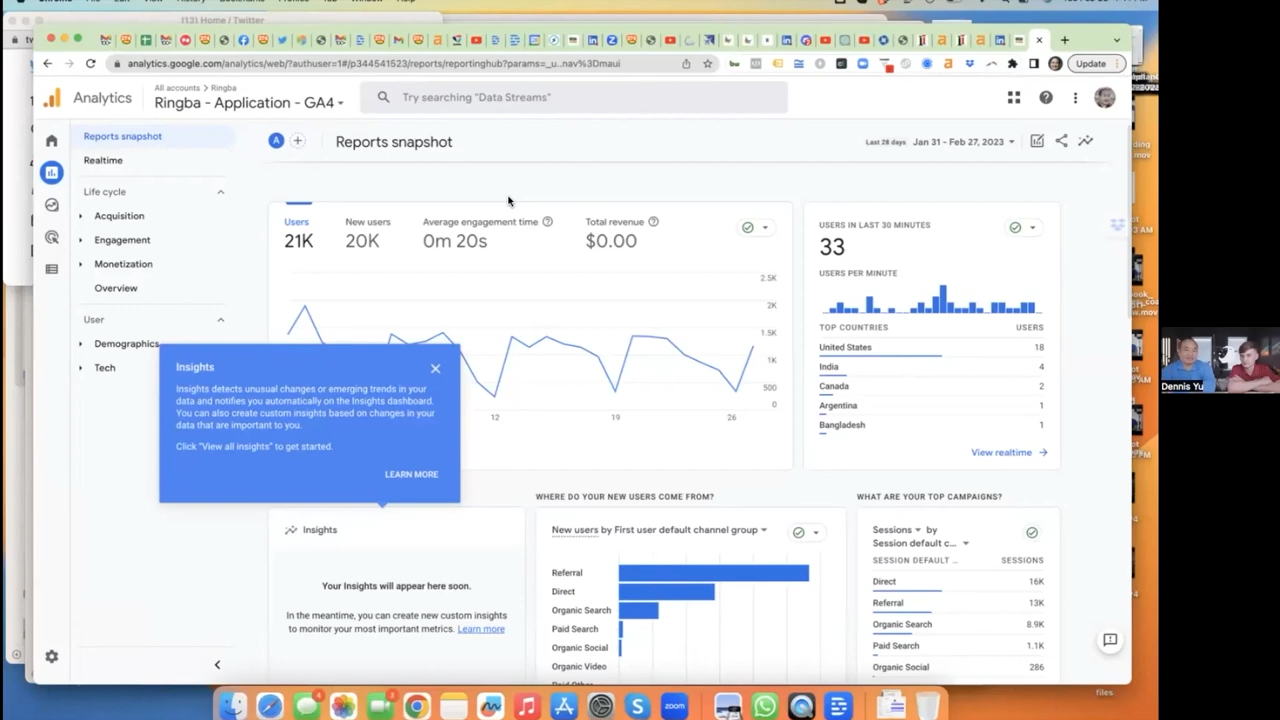 (13) Home / Twitter
analytics.google.com/analytics/web/?authuser=1#/p344541523/reports/reportinghub?params=_u..nav%3Dmaui
Update
Analytics
All accounts > Ringba
Ringba - Application - GA4
Try searching "Data Streams"
Reports snapshot
Realtime
Life cycle
Acquisition
Engagement
Monetization
Overview
User
Demographics
Tech
A
Reports snapshot
Last 28 days
Jan 31 - Feb 27, 2023
Users
21K
New users
20K
Average engagement time
0m 20s
Total revenue
$0.00
2.5K
2K
1.5K
1K
500
0
12
19
26
USERS IN LAST 30 MINUTES
33
USERS PER MINUTE
TOP COUNTRIES
USERS
United States
18
India
4
Canada
2
Argentina
1
Bangladesh
1
View realtime
Insights
Insights detects unusual changes or emerging trends in your
data and notifies you automatically on the Insights dashboard.
You can also create custom insights based on changes in your
data that are important to you.
Click "View all insights" to get started.
LEARN MORE
Insights
Your Insights will appear here soon.
In the meantime, you can create new custom insights
to monitor your most important metrics. Learn more
WHERE DO YOUR NEW USERS COME FROM?
New users by First user default channel group
Referral
Direct
Organic Search
Paid Search
Organic Social
Organic Video
WHAT ARE YOUR TOP CAMPAIGNS?
Sessions by
Session default c...
SESSION DEFAULT ...
SESSIONS
Direct
16K
Referral
13K
Organic Search
8.9K
Paid Search
1.1K
Organic Social
286
Dennis Yu
zoom
files